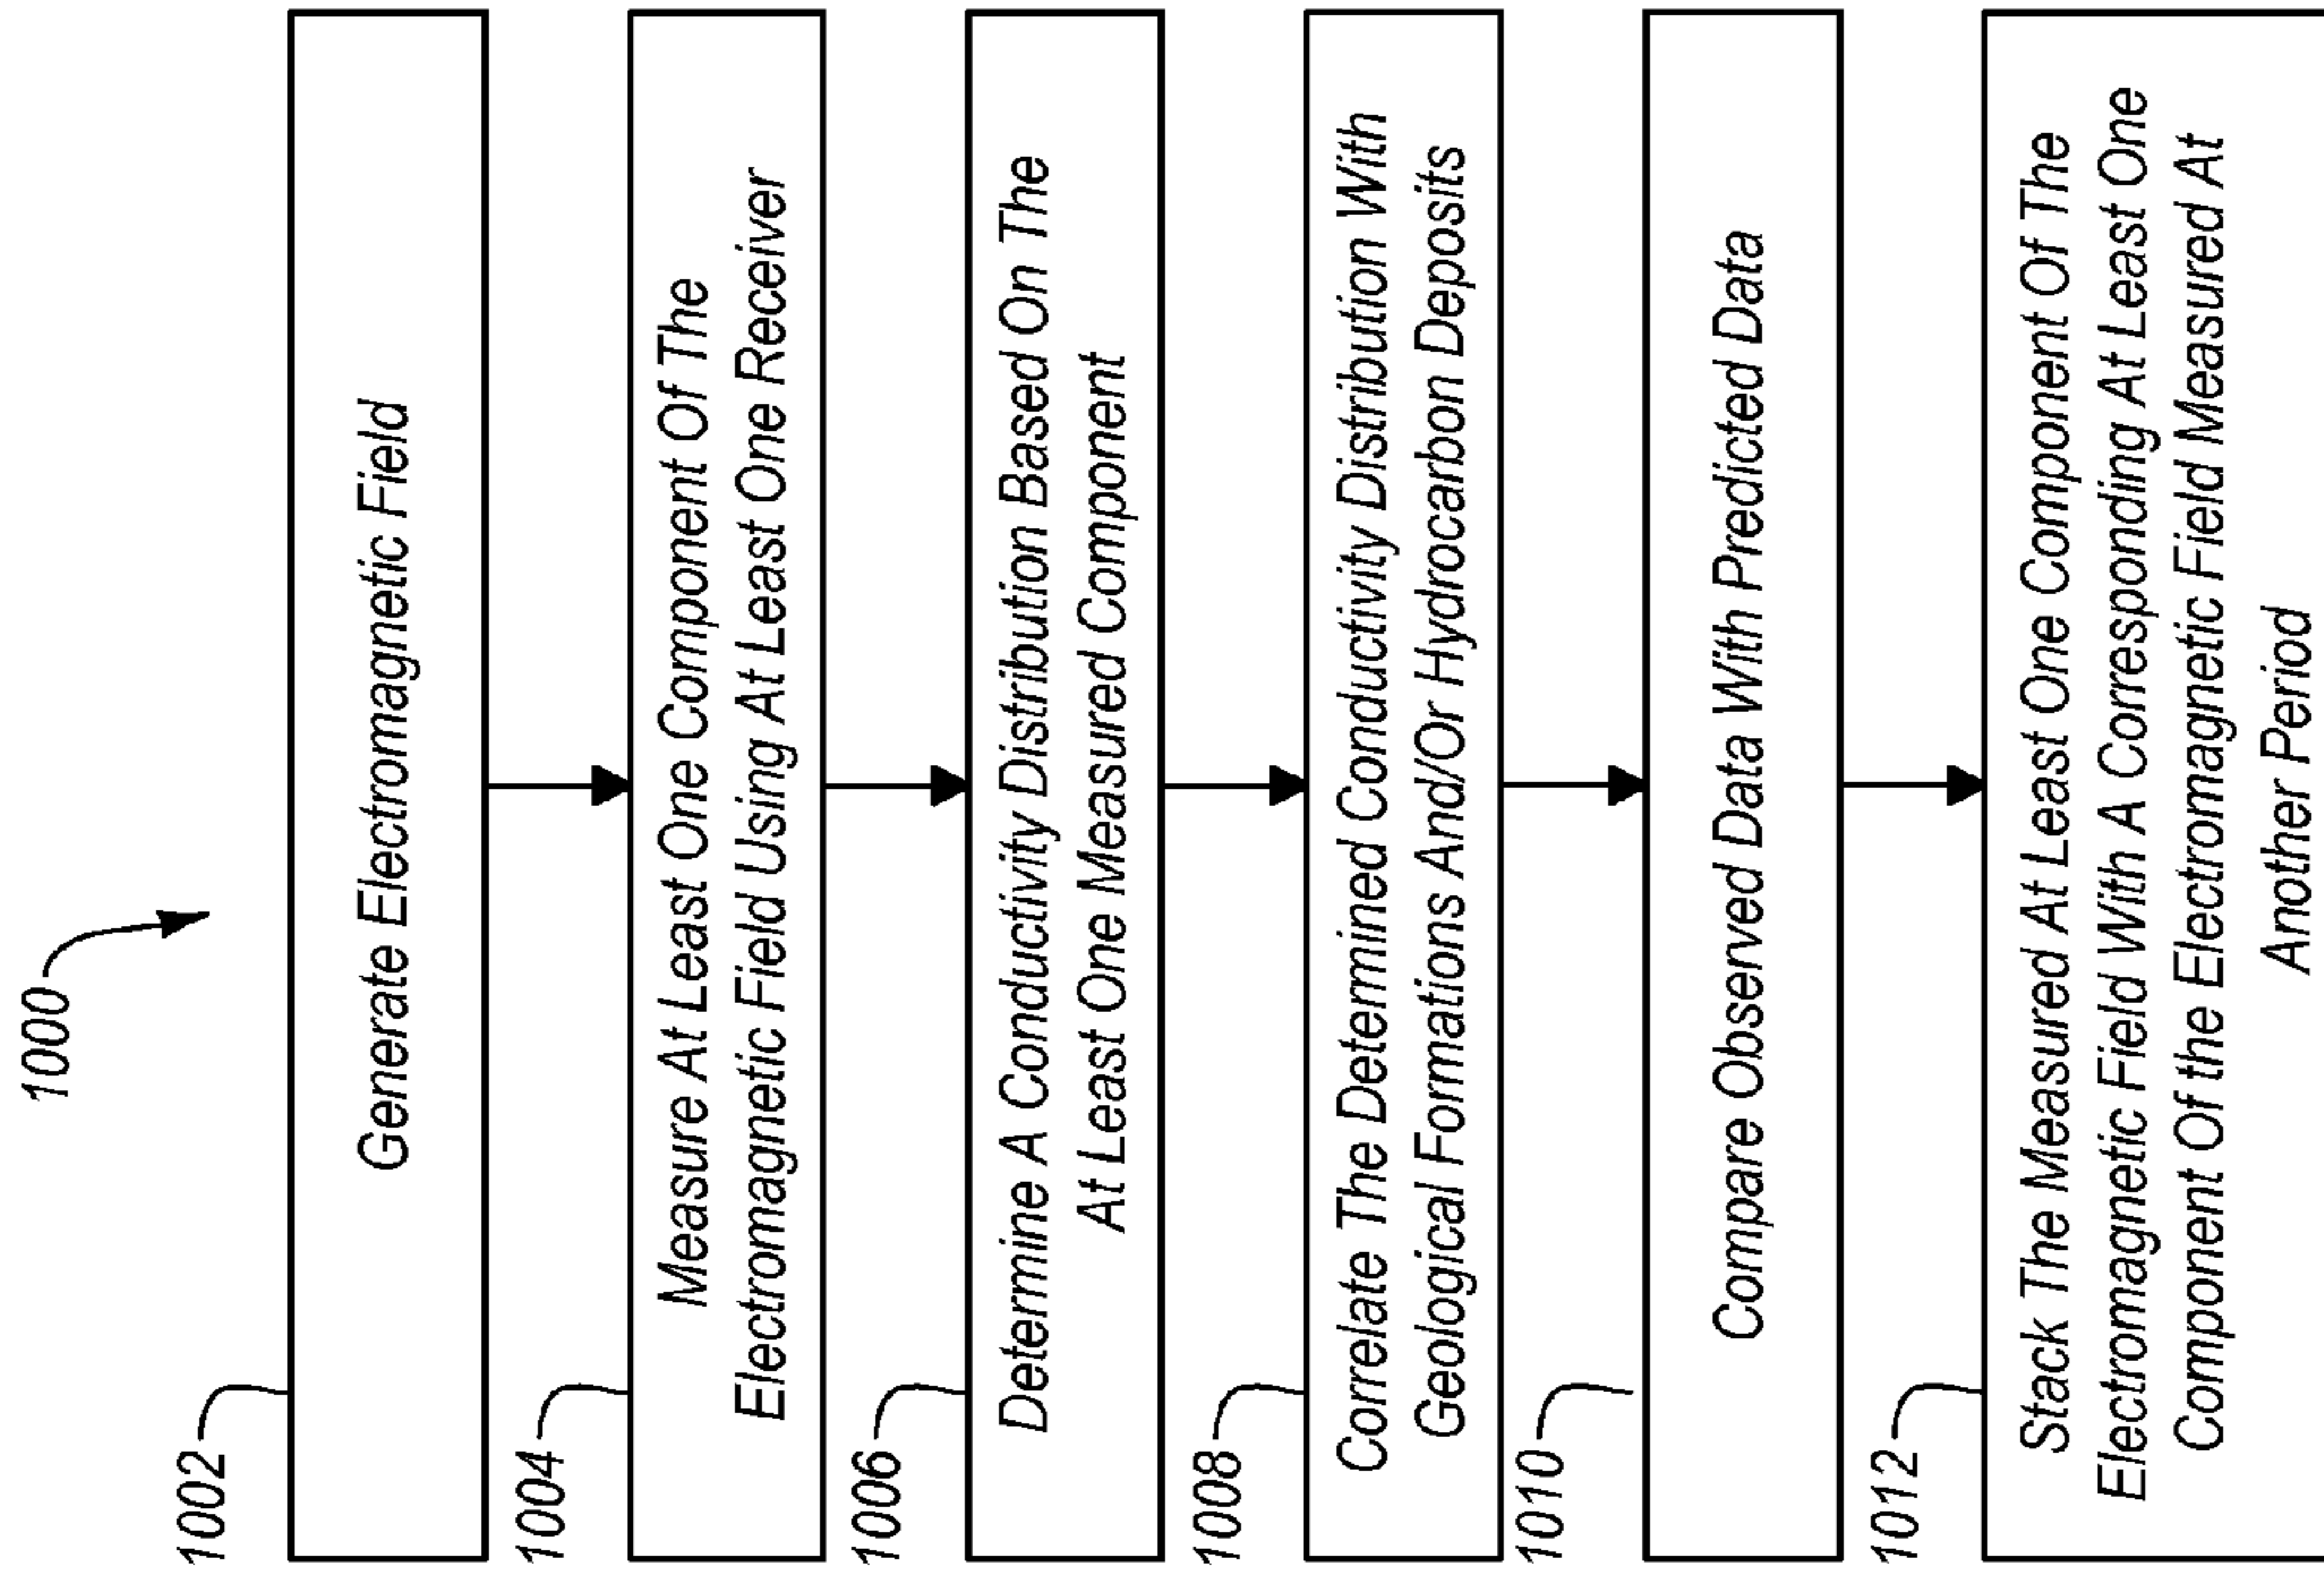 1000
1002
Generate Electromagnetic Field
1004
Measure At Least One Component Of The
Electromagnetic Field Using At Least One Receiver
1006
Determine A Conductivity Distribution Based On The
At Least One Measured Component
1008
Correlate The Determined Conductivity Distribution With
Geological Formations And/Or Hydrocarbon Deposits
1010
Compare Observed Data With Predicted Data
1012
Stack The Measured At Least One Component Of The
Electromagnetic Field With A Corresponding At Least One
Component Of the Electromagnetic Field Measured At
Another Period